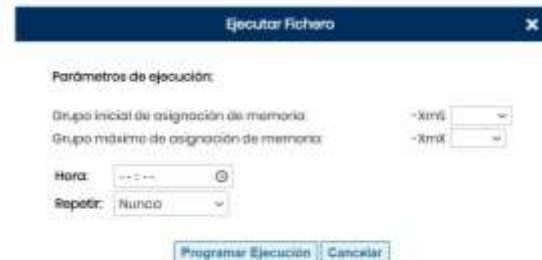 Ejecutar Fichero
Parámetros de ejecución:
Grupo inicial de asignación de memoria: -XmS
Grupo máximo de asignación de memoria: -XmX
Hora: --:--
Repetir: Nunca
Programar Ejecución Cancelar